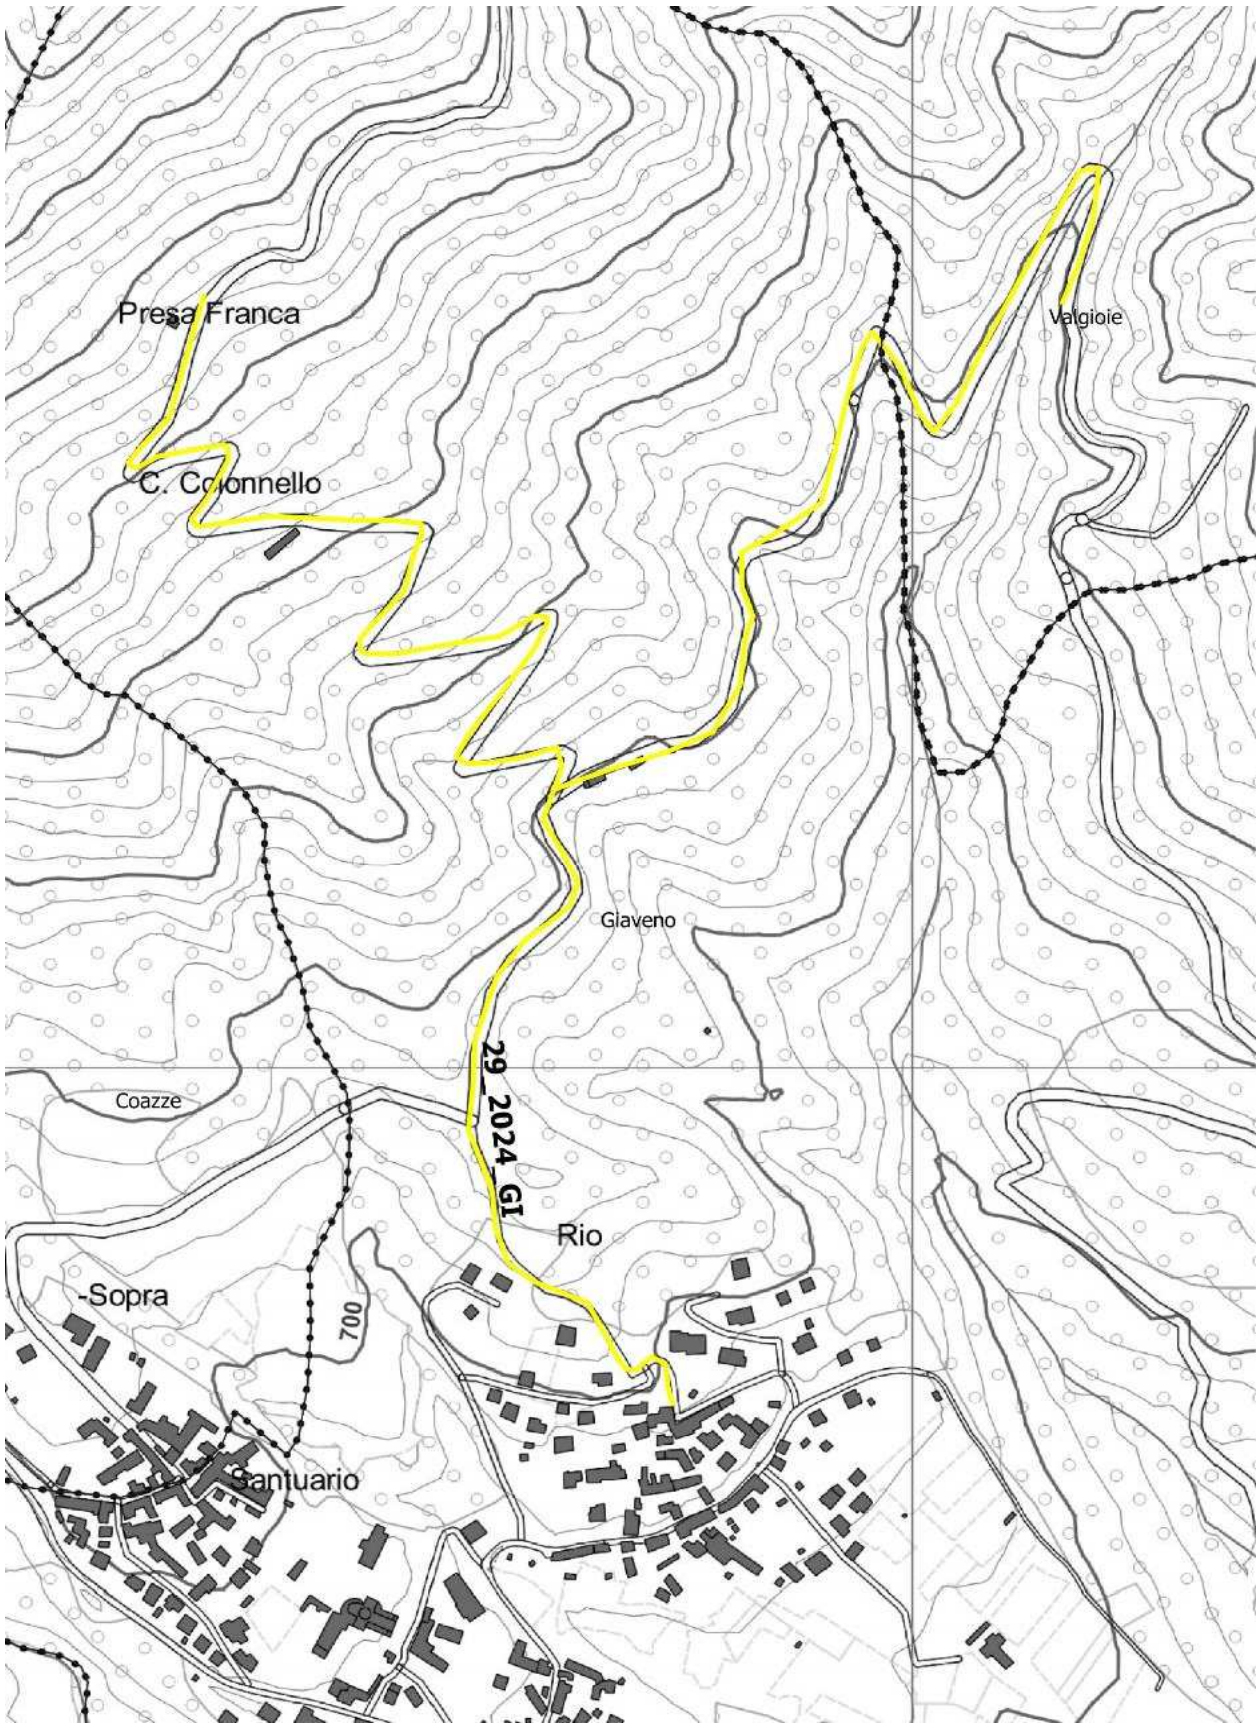 Presa Franca
Valgioie
C. Colonnello
Giaveno
29_2024_GI
Coazze
Rio
-Sopra
700
Santuario